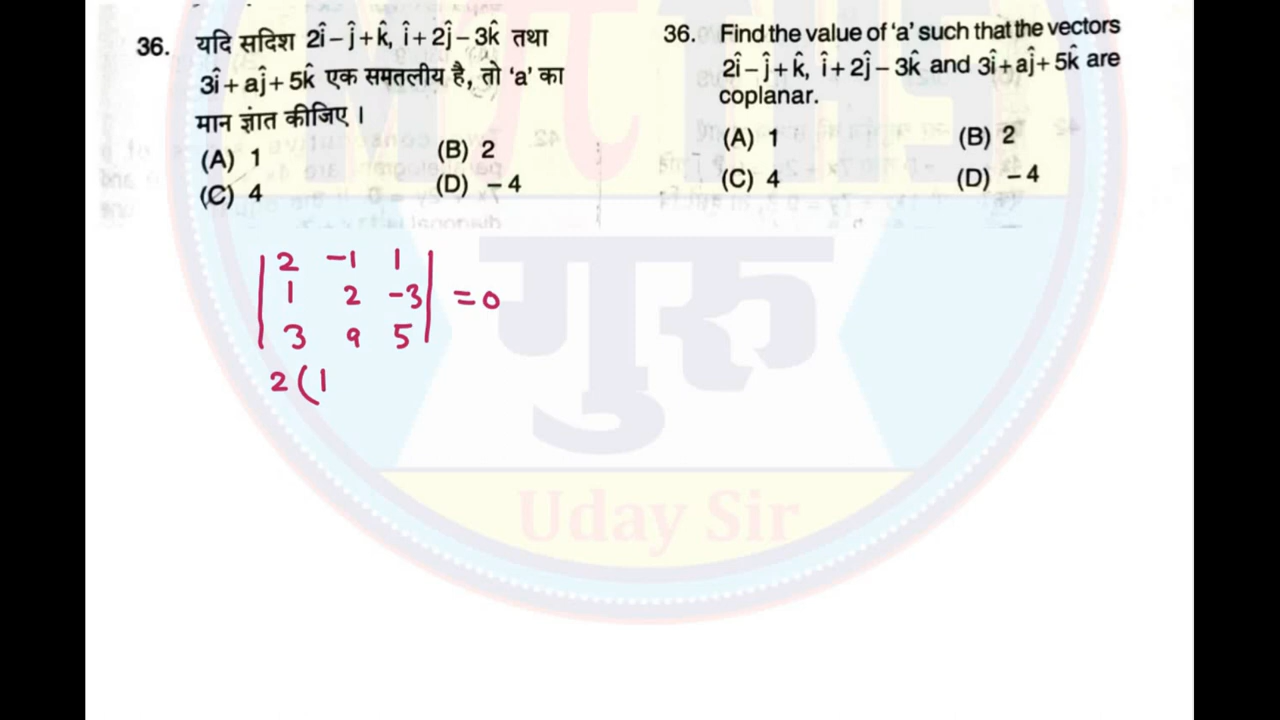 36. यदि सदिश 2î – ĵ + k̂, î + 2ĵ – 3k̂ तथा
3î + aĵ + 5k̂ एक समतलीय है, तो ‘a’ का
मान ज्ञांत कीजिए ।
(A) 1 (B) 2
(C) 4 (D) – 4
36. Find the value of ‘a’ such that the vectors
2î – ĵ + k̂, î + 2ĵ – 3k̂ and 3î + aĵ + 5k̂ are
coplanar.
(A) 1 (B) 2
(C) 4 (D) – 4
2 –1 1
1 2 –3 = 0
3 a 5
2 ( 1
गुरु
Uday Sir